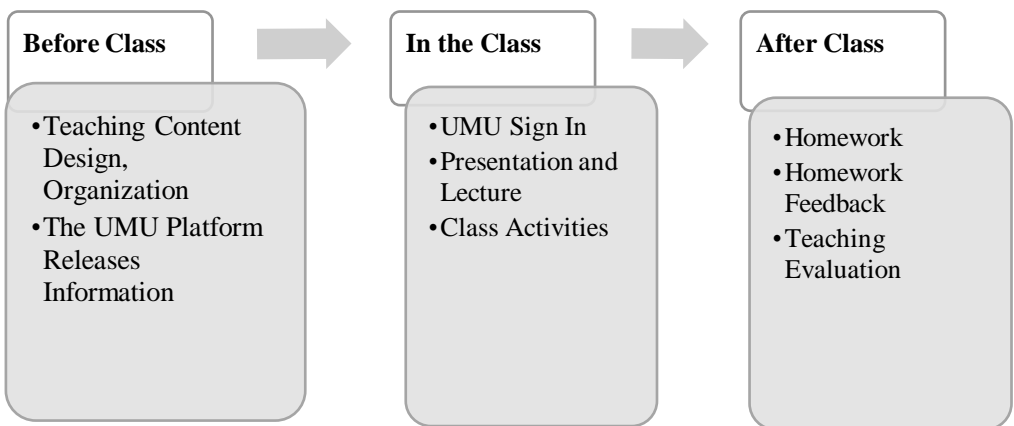 Before Class
•Teaching Content
Design,
Organization
•The UMU Platform
Releases
Information
In the Class
•UMU Sign In
•Presentation and
Lecture
•Class Activities
After Class
•Homework
•Homework
Feedback
•Teaching
Evaluation